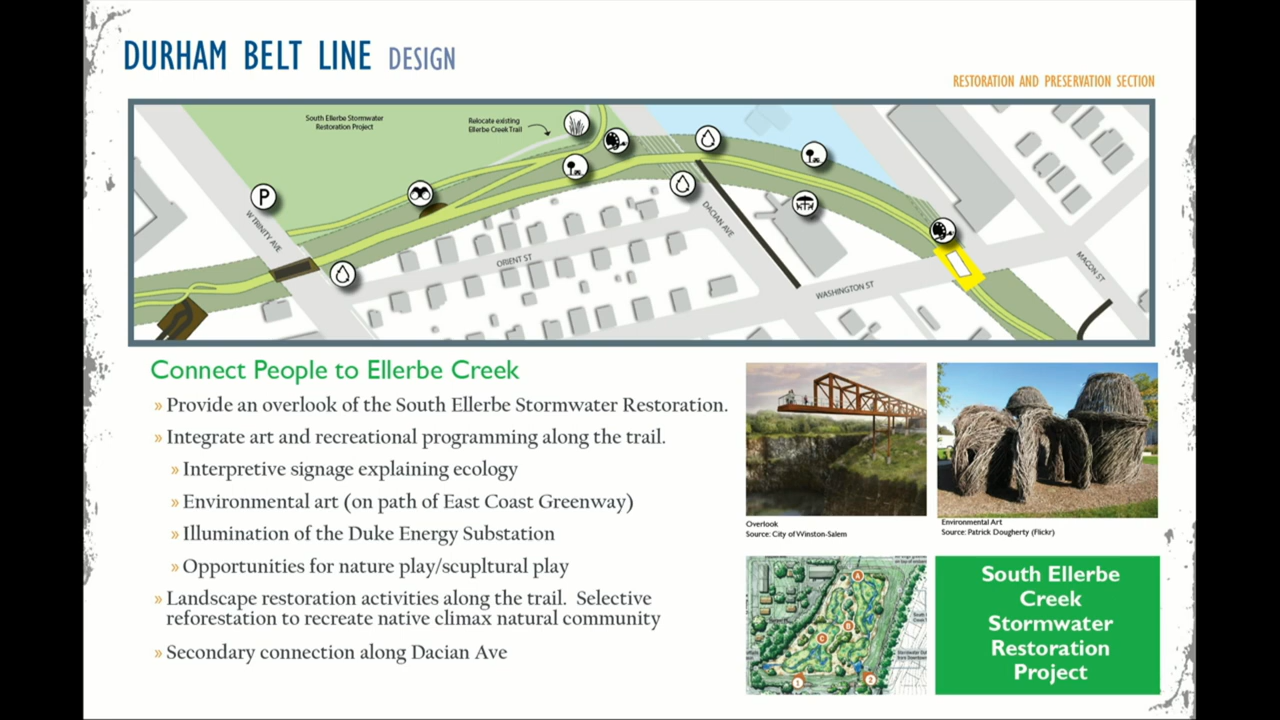 DURHAM BELT LINE DESIGN
RESTORATION AND PRESERVATION SECTION
South Ellerbe Stormwater
Restoration Project
Relocate existing
Ellerbe Creek Trail
P
W TRINITY AVE
ORIENT ST
DACIAN AVE
WASHINGTON ST
MACON ST
Connect People to Ellerbe Creek
» Provide an overlook of the South Ellerbe Stormwater Restoration.
» Integrate art and recreational programming along the trail.
» Interpretive signage explaining ecology
» Environmental art (on path of East Coast Greenway)
» Illumination of the Duke Energy Substation
» Opportunities for nature play/scupltural play
» Landscape restoration activities along the trail. Selective
reforestation to recreate native climax natural community
» Secondary connection along Dacian Ave
Overlook
Source: City of Winston-Salem
Environmental Art
Source: Patrick Dougherty (Flickr)
A
B
C
1
2
South Ellerbe
Creek
Stormwater
Restoration
Project